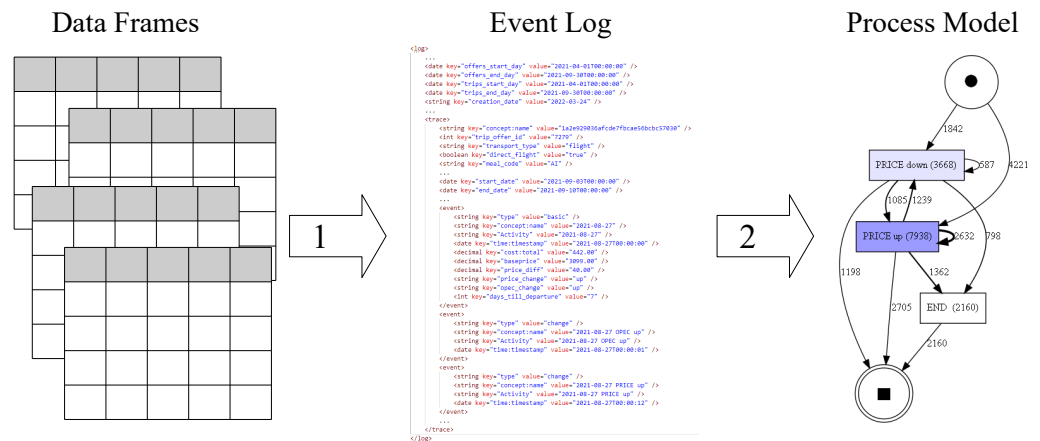 Data Frames
Event Log
Process Model
1
<log>
...
<date key="offers_start_day" value="2021-04-01T00:00:00" />
<date key="offers_end_day" value="2021-09-30T00:00:00" />
<date key="trips_start_day" value="2021-04-01T00:00:00" />
<date key="trips_end_day" value="2021-09-30T00:00:00" />
<string key="creation_date" value="2022-03-24" />
...
<trace>
<string key="concept:name" value="1a2e929036afcde7fbcae56bcbc57030" />
<int key="trip_offer_id" value="7279" />
<string key="transport_type" value="flight" />
<boolean key="direct_flight" value="true" />
<string key="meal_code" value="AI" />
...
<date key="start_date" value="2021-09-03T00:00:00" />
<date key="end_date" value="2021-09-10T00:00:00" />
...
<event>
<string key="type" value="basic" />
<string key="concept:name" value="2021-08-27" />
<string key="Activity" value="2021-08-27" />
<date key="time:timestamp" value="2021-08-27T00:00:00" />
<decimal key="cost:total" value="442.00" />
<decimal key="baseprice" value="3099.00" />
<decimal key="price_diff" value="40.00" />
<string key="price_change" value="up" />
<string key="opec_change" value="up" />
<int key="days_till_departure" value="7" />
</event>
<event>
<string key="type" value="change" />
<string key="concept:name" value="2021-08-27 OPEC up" />
<string key="Activity" value="2021-08-27 OPEC up" />
<date key="time:timestamp" value="2021-08-27T00:00:01" />
</event>
<event>
<string key="type" value="change" />
<string key="concept:name" value="2021-08-27 PRICE up" />
<string key="Activity" value="2021-08-27 PRICE up" />
<date key="time:timestamp" value="2021-08-27T00:00:12" />
</event>
...
</trace>
</log>
2
1842
PRICE down (3668)
587
4221
1085
1239
PRICE up (7938)
2632
798
1198
1362
2705
END (2160)
2160